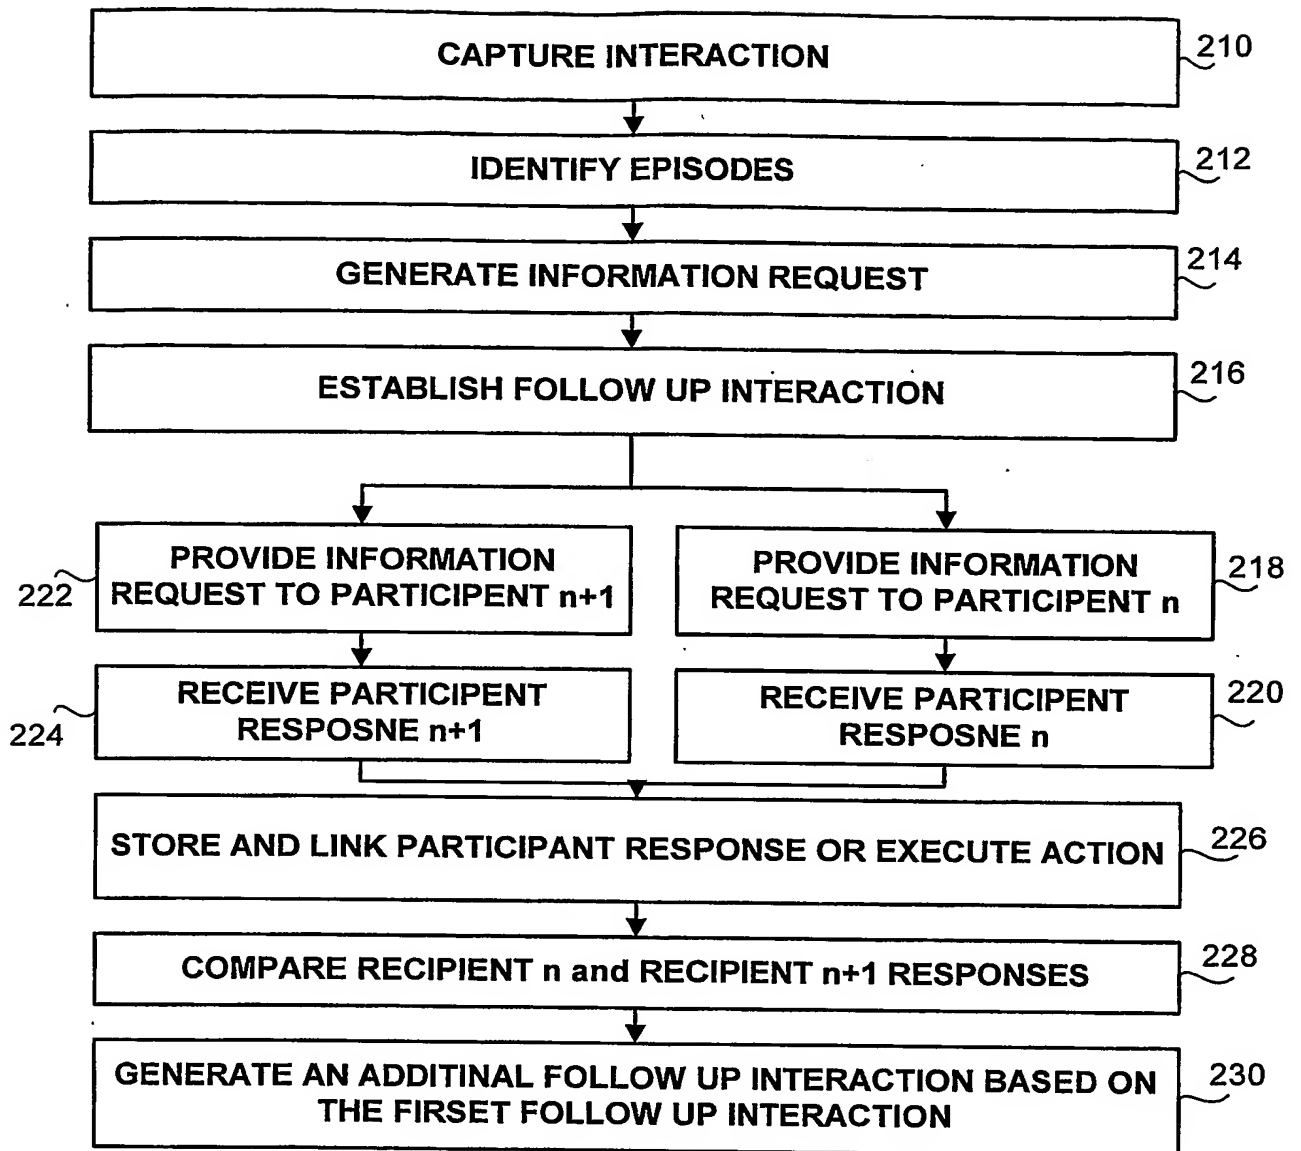 CAPTURE INTERACTION
210
IDENTIFY EPISODES
212
GENERATE INFORMATION REQUEST
214
ESTABLISH FOLLOW UP INTERACTION
216
PROVIDE INFORMATION
REQUEST TO PARTICIPENT n+1
222
PROVIDE INFORMATION
REQUEST TO PARTICIPENT n
218
RECEIVE PARTICIPENT
RESPOSNE n+1
224
RECEIVE PARTICIPENT
RESPOSNE n
220
STORE AND LINK PARTICIPANT RESPONSE OR EXECUTE ACTION
226
COMPARE RECIPIENT n and RECIPIENT n+1 RESPONSES
228
GENERATE AN ADDITINAL FOLLOW UP INTERACTION BASED ON
THE FIRSET FOLLOW UP INTERACTION
230